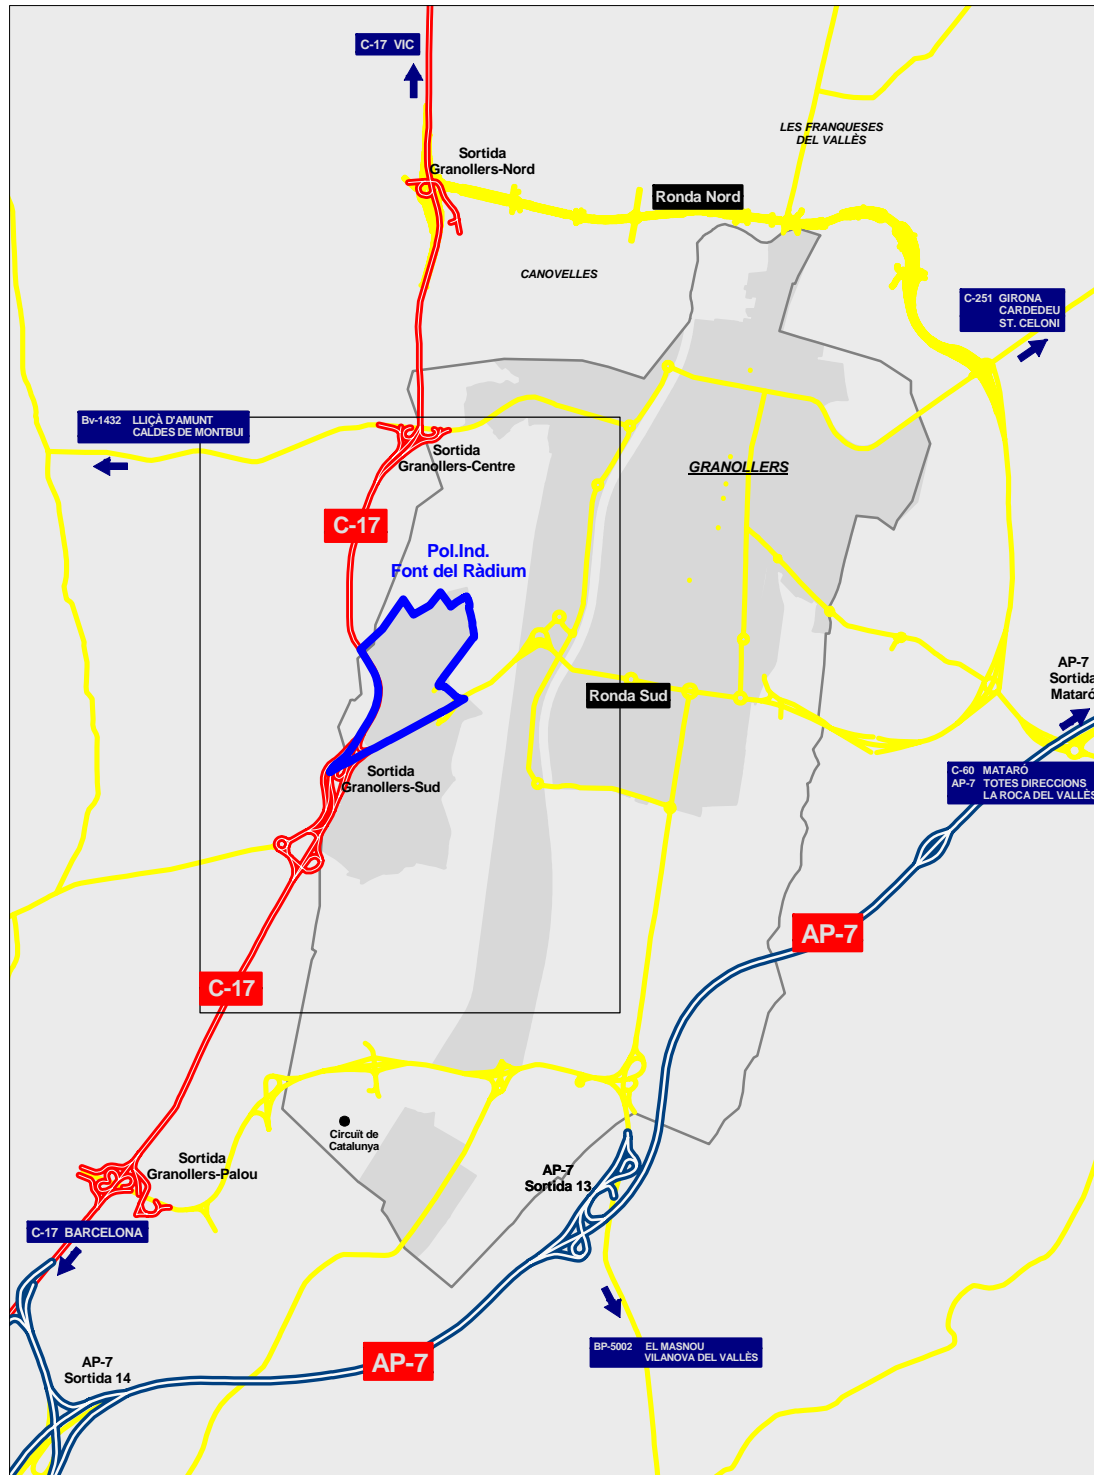 C-17 VIC
LES FRANQUESES
DEL VALLÈS
Sortida
Granollers-Nord
Ronda Nord
CANOVELLES
C-251 GIRONA
CARDEDEU
ST. CELONI
Bv-1432 LLIÇÀ D'AMUNT
CALDES DE MONTBUI
Sortida
Granollers-Centre
GRANOLLERS
C-17
Pol.Ind.
Font del Ràdium
AP-7
Sortida
Mataró
Ronda Sud
Sortida
Granollers-Sud
C-60 MATARÓ
AP-7 TOTES DIRECCIONS
LA ROCA DEL VALLÈS
AP-7
C-17
Circuït de
Catalunya
Sortida
Granollers-Palou
AP-7
Sortida 13
C-17 BARCELONA
BP-5002 EL MASNOU
VILANOVA DEL VALLÈS
AP-7
AP-7
Sortida 14